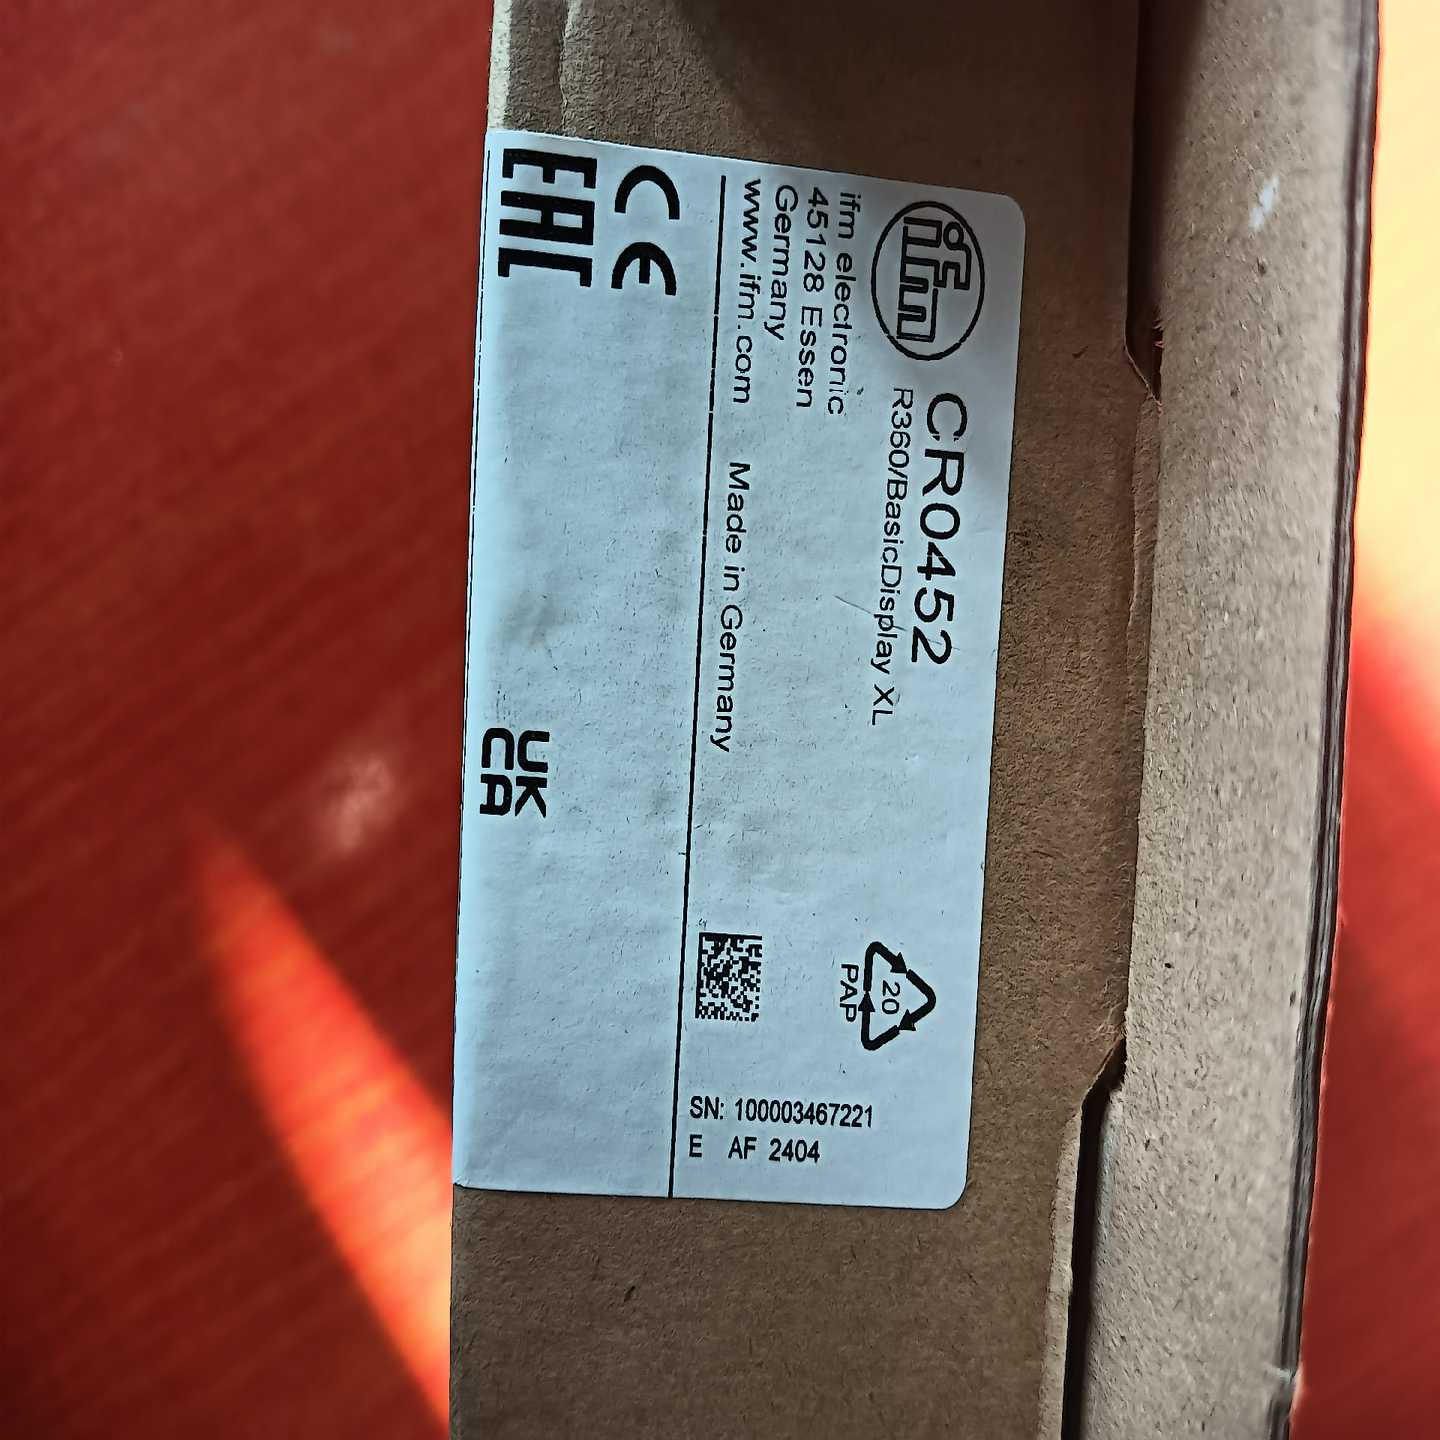 ifm
CR0452
R360/BasicDisplay XL
ifm electronic
45128 Essen
Germany
www.ifm.com
Made in Germany
20
PAP
SN: 100003467221
E AF 2404
CE
EAC
UK
CA